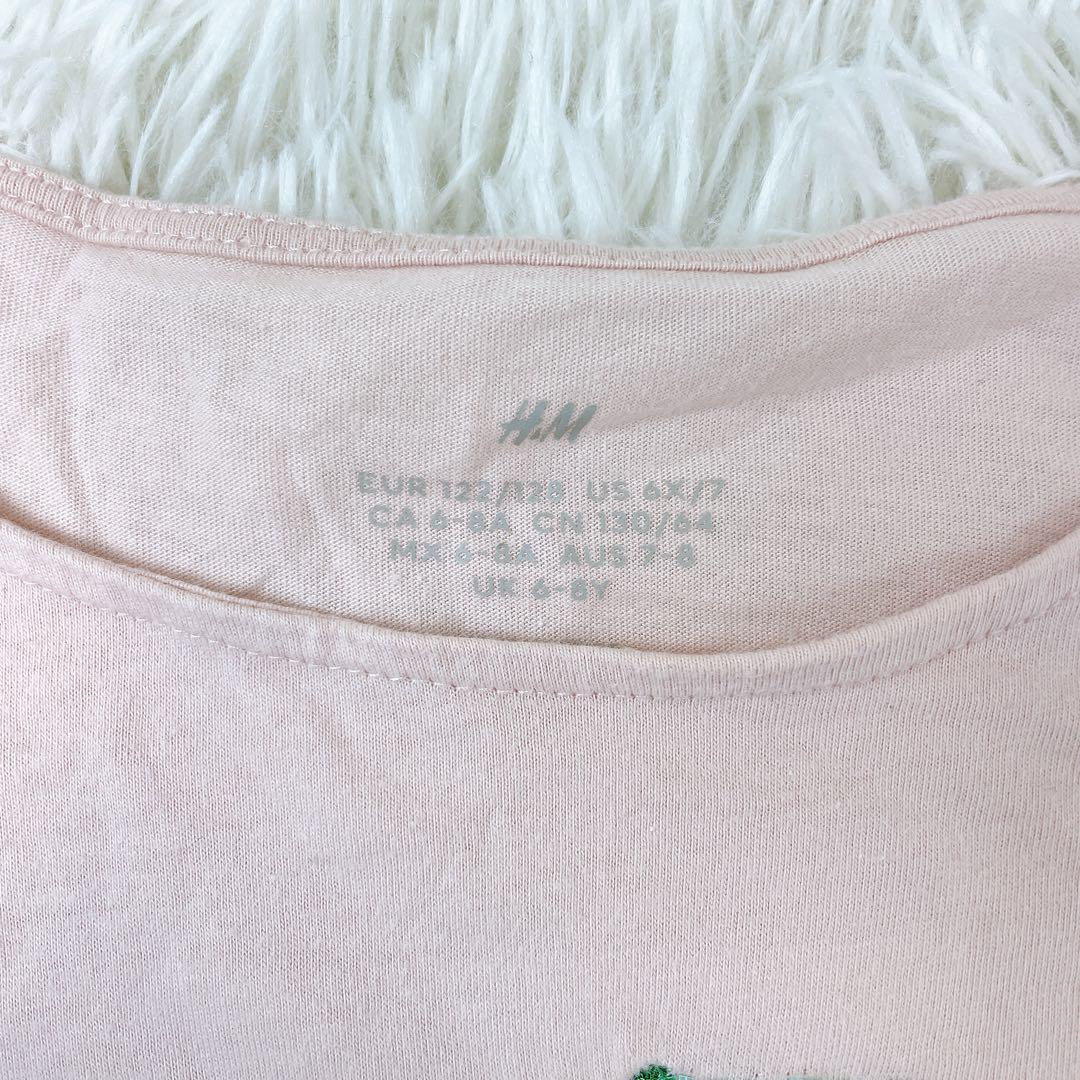 H&M
EUR 122/128 US 6X/7
CA 6-8A CN 130/64
MX 6-8A AUS 7-8
UK 6-8Y